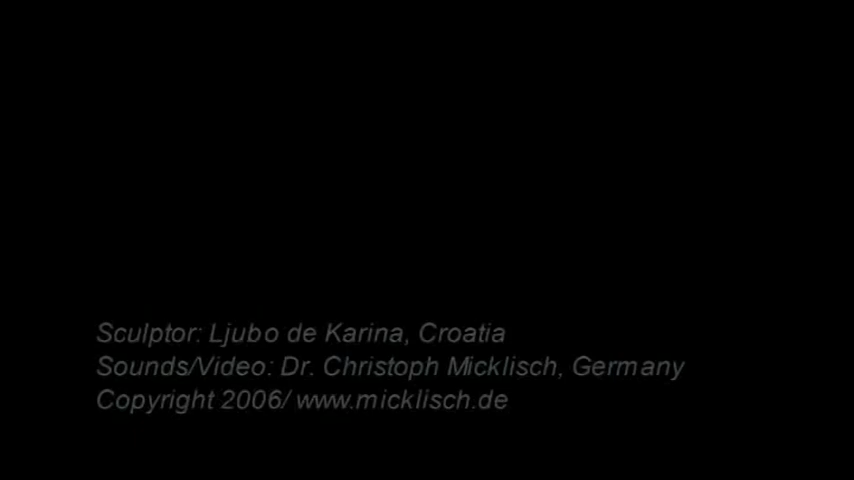 Sculptor: Ljubo de Karina, Croatia
Sounds/Video: Dr. Christoph Micklisch, Germany
Copyright 2006/ www.micklisch.de